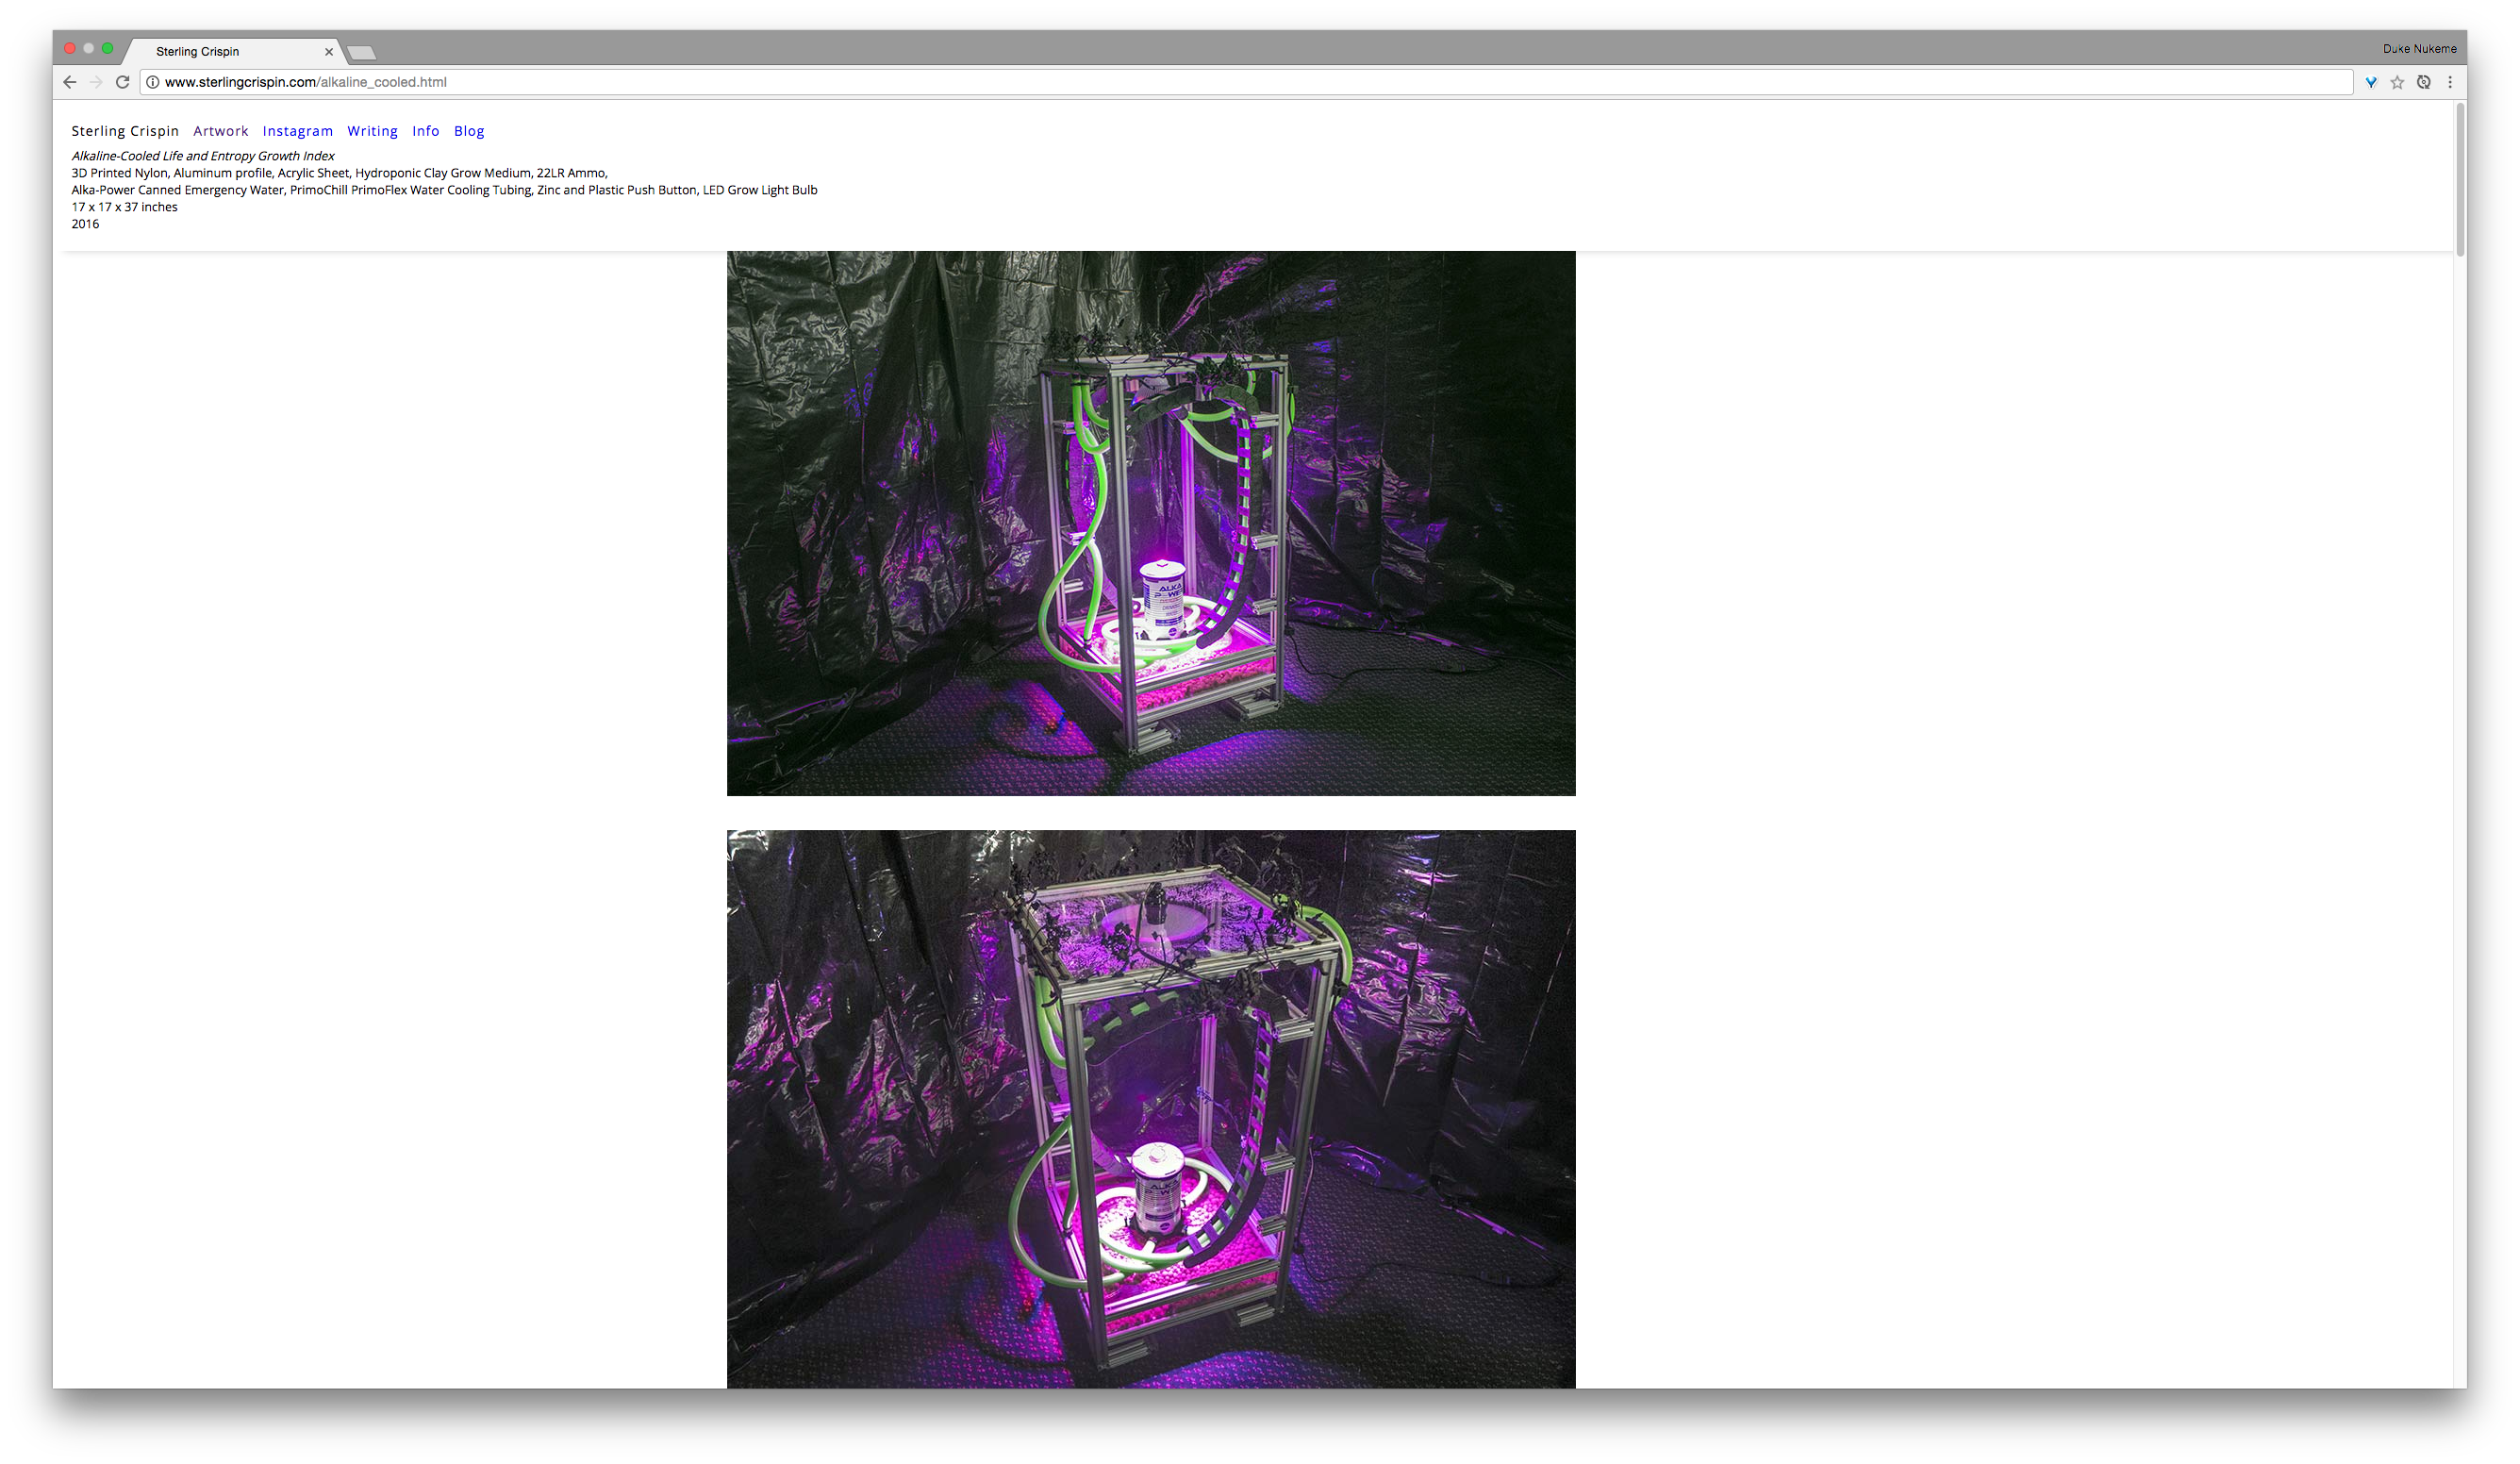 Sterling Crispin
Duke Nukeme
www.sterlingcrispin.com/alkaline_cooled.html
Sterling Crispin Artwork Instagram Writing Info Blog
Alkaline-Cooled Life and Entropy Growth Index
3D Printed Nylon, Aluminum profile, Acrylic Sheet, Hydroponic Clay Grow Medium, 22LR Ammo,
Alka-Power Canned Emergency Water, PrimoChill PrimoFlex Water Cooling Tubing, Zinc and Plastic Push Button, LED Grow Light Bulb
17 x 17 x 37 inches
2016
ALKA
ALKA